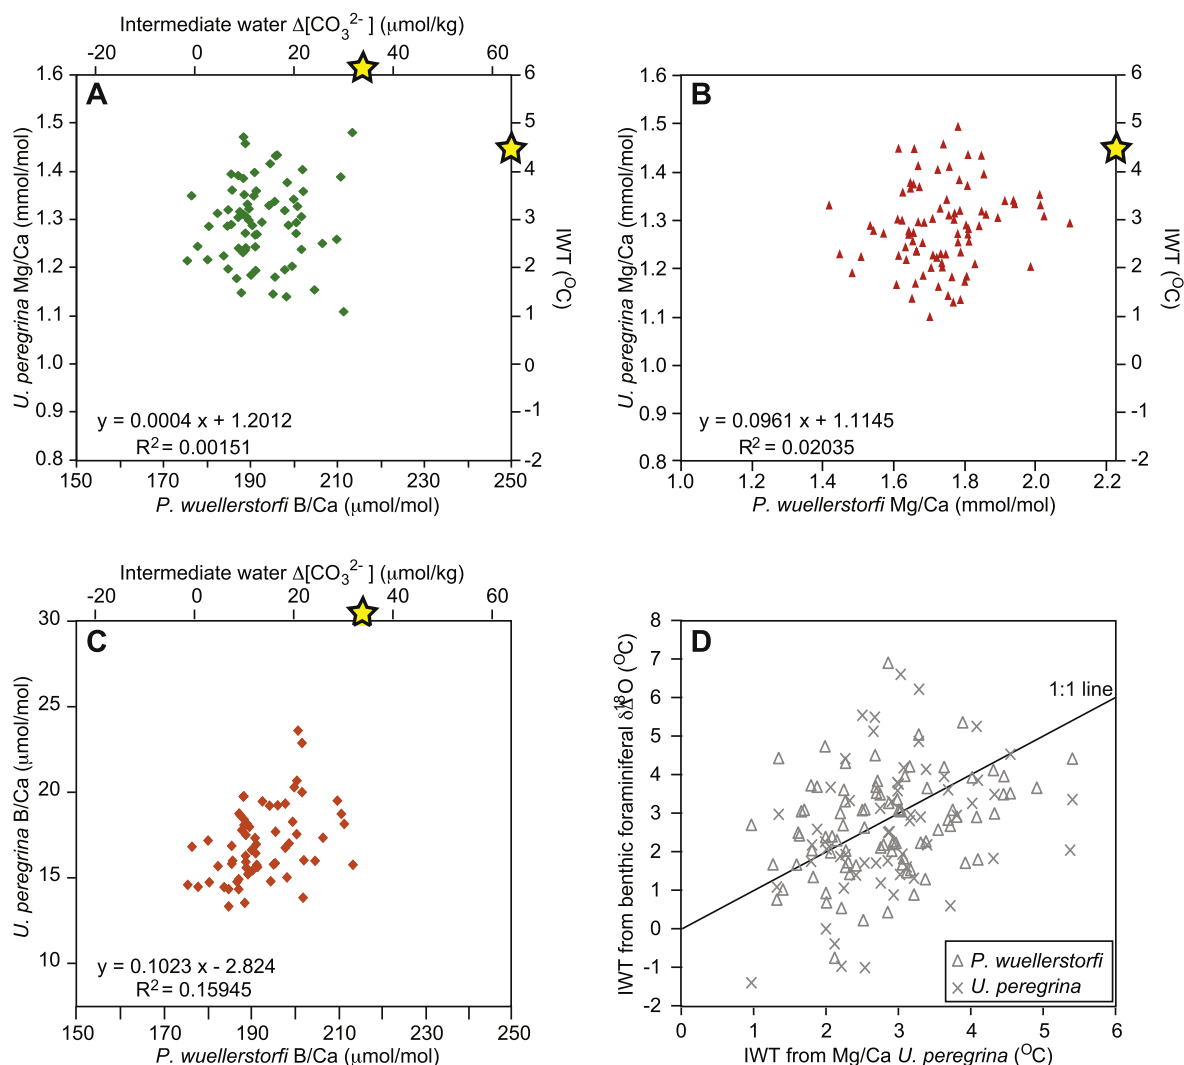 Intermediate water Δ[CO₃²⁻ ] (μmol/kg)
-20 0 20 40 60
A
1.6
1.5
1.4
1.3
1.2
1.1
1.0
0.9
0.8
U. peregrina Mg/Ca (mmol/mol)
6
5
4
3
2
1
0
-1
-2
IWT (ᴼC)
y = 0.0004 x + 1.2012
R² = 0.00151
150 170 190 210 230 250
P. wuellerstorfi B/Ca (μmol/mol)
B
1.6
1.5
1.4
1.3
1.2
1.1
1.0
0.9
0.8
U. peregrina Mg/Ca (mmol/mol)
6
5
4
3
2
1
0
-1
-2
IWT (ᴼC)
y = 0.0961 x + 1.1145
R² = 0.02035
1.0 1.2 1.4 1.6 1.8 2.0 2.2
P. wuellerstorfi Mg/Ca (mmol/mol)
Intermediate water Δ[CO₃²⁻ ] (μmol/kg)
-20 0 20 40 60
C
30
25
20
15
10
U. peregrina B/Ca (μmol/mol)
y = 0.1023 x - 2.824
R² = 0.15945
150 170 190 210 230 250
P. wuellerstorfi B/Ca (μmol/mol)
D
8
7
6
5
4
3
2
1
0
-1
-2
IWT from benthic foraminiferal δ¹⁸O (ᴼC)
1:1 line
P. wuellerstorfi
U. peregrina
0 1 2 3 4 5 6
IWT from Mg/Ca U. peregrina (ᴼC)